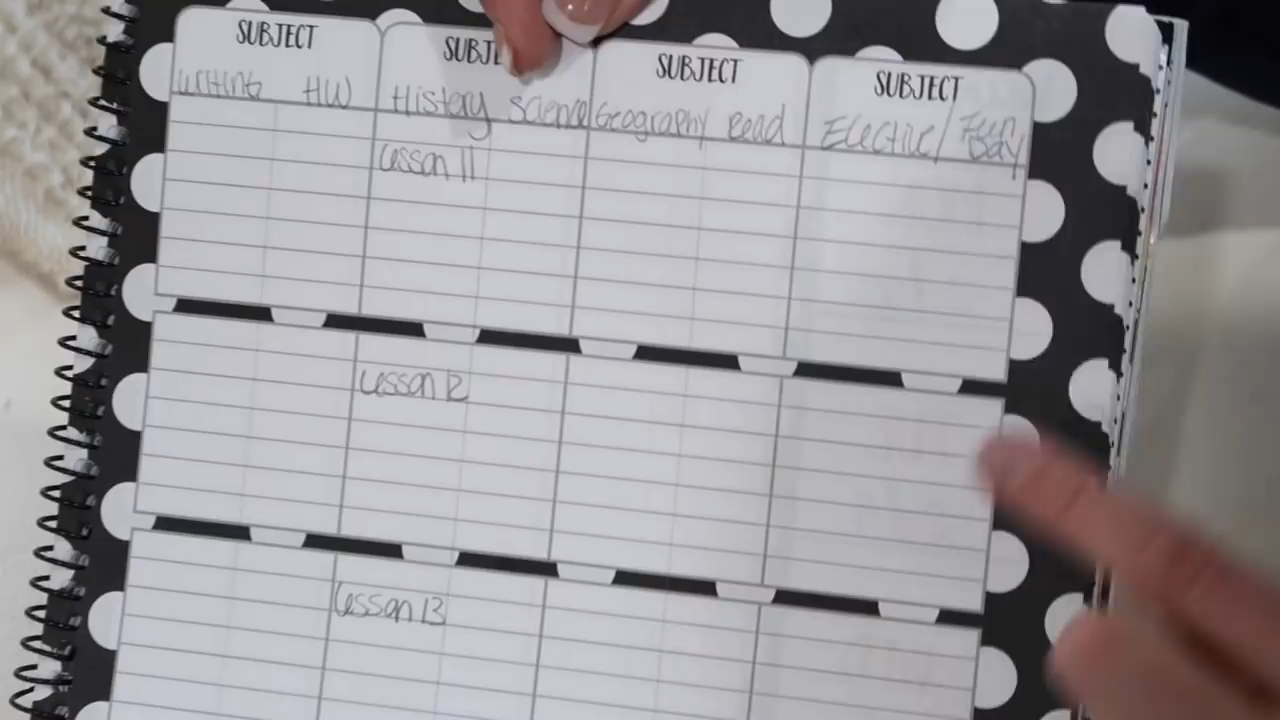 SUBJECT SUBJE SUBJECT SUBJECT
Writing HW History Science Geography Read Elective/ Fun Day
Lesson 11
Lesson 12
Lesson 13